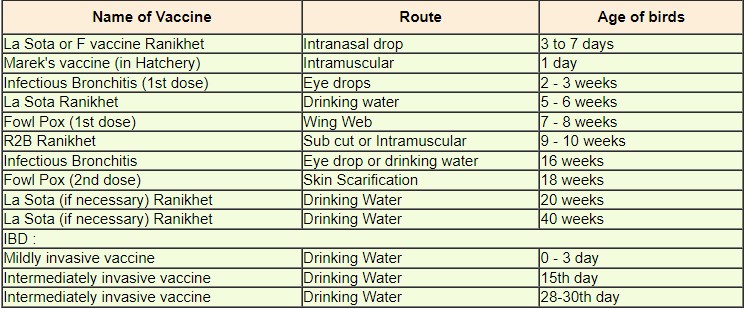 Name of Vaccine Route Age of birds
La Sota or F vaccine Ranikhet Intranasal drop 3 to 7 days
Marek's vaccine (in Hatchery) Intramuscular 1 day
Infectious Bronchitis (1st dose) Eye drops 2 - 3 weeks
La Sota Ranikhet Drinking water 5 - 6 weeks
Fowl Pox (1st dose) Wing Web 7 - 8 weeks
R2B Ranikhet Sub cut or Intramuscular 9 - 10 weeks
Infectious Bronchitis Eye drop or drinking water 16 weeks
Fowl Pox (2nd dose) Skin Scarification 18 weeks
La Sota (if necessary) Ranikhet Drinking Water 20 weeks
La Sota (if necessary) Ranikhet Drinking Water 40 weeks
IBD :
Mildly invasive vaccine Drinking Water 0 - 3 day
Intermediately invasive vaccine Drinking Water 15th day
Intermediately invasive vaccine Drinking Water 28-30th day